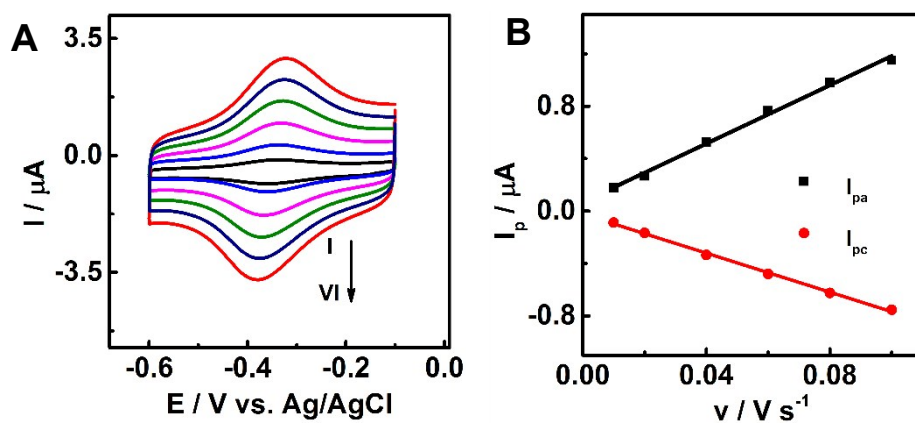 A
3.5
0.0
-3.5
I / μA
I
VI
-0.6
-0.4
-0.2
0.0
E / V vs. Ag/AgCl
B
0.8
0.0
-0.8
Ip / μA
Ipa
Ipc
0.00
0.04
0.08
v / V s-1